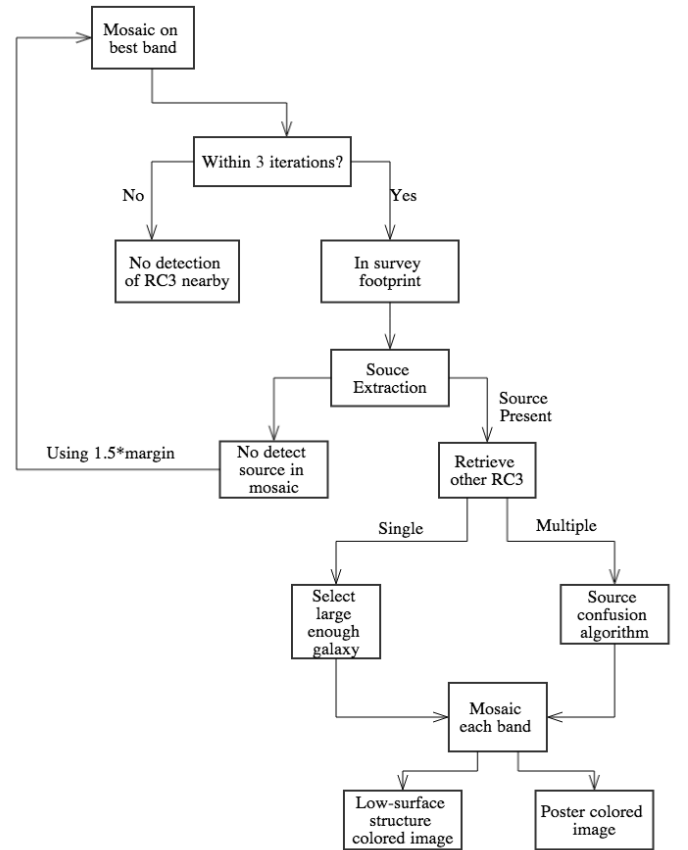 Mosaic on
best band
Within 3 iterations?
No
Yes
No detection
of RC3 nearby
In survey
footprint
Souce
Extraction
Source
Present
Using 1.5*margin
No detect
source in
mosaic
Retrieve
other RC3
Single
Multiple
Select
large
enough
galaxy
Source
confusion
algorithm
Mosaic
each band
Low-surface
structure
colored image
Poster colored
image